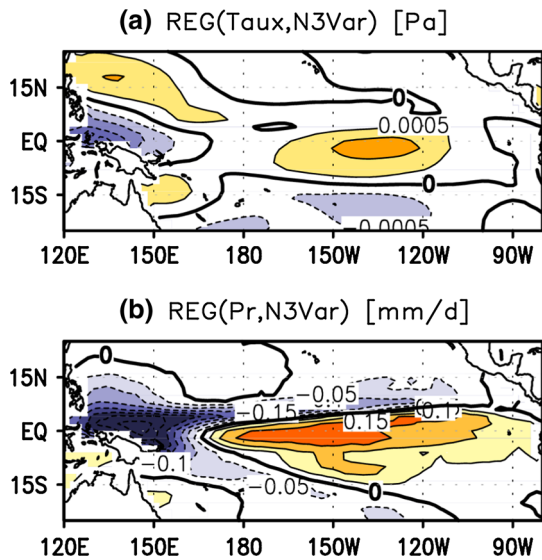 (a) REG(Taux,N3Var) [Pa]
15N
EQ
15S
0
0.0005
0
−0.0005
120E 150E 180 150W 120W 90W
(b) REG(Pr,N3Var) [mm/d]
15N
EQ
15S
0
−0.05
−0.15
(0.1)
0.15
−0.1
−0.05
0
120E 150E 180 150W 120W 90W